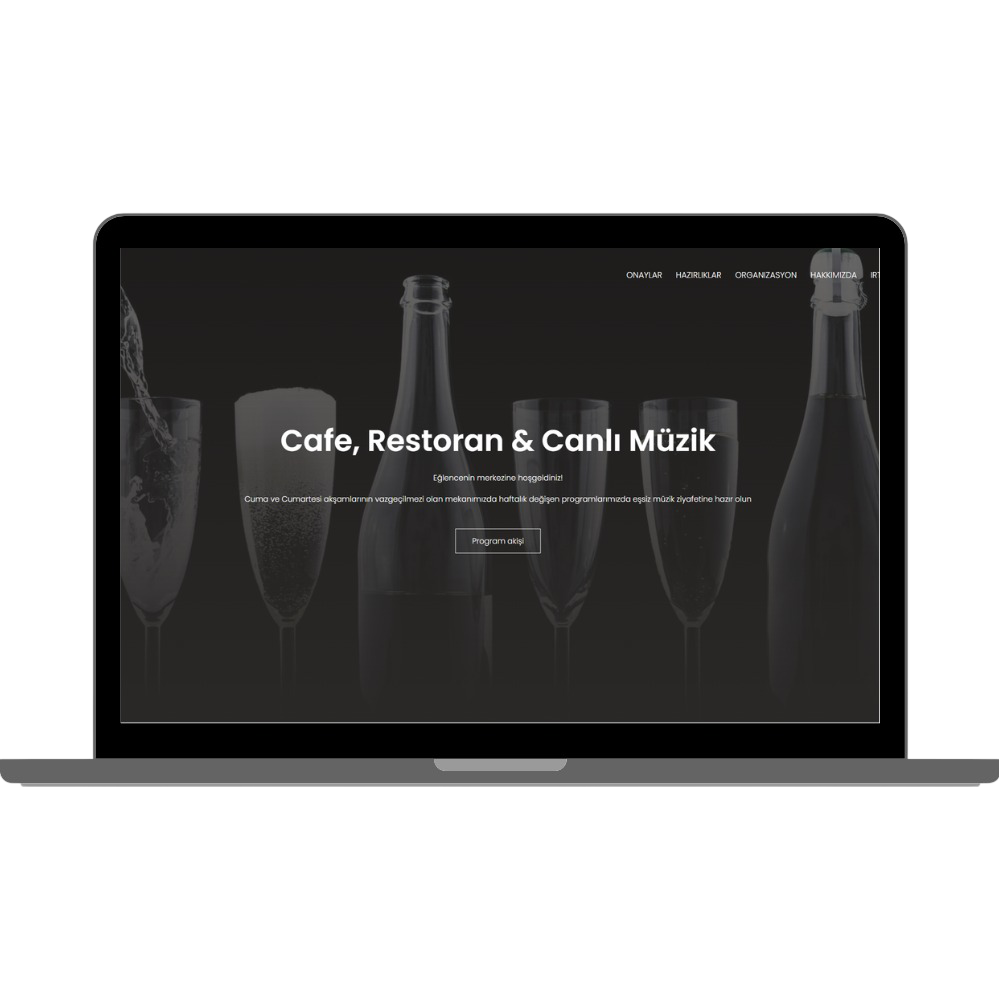 ONAYLAR HAZIRLIKLAR ORGANIZASYON HAKKIMIZDA
Cafe, Restoran & Canlı Müzik
Eğlencenin merkezine hoşgeldiniz!
Cuma ve Cumartesi akşamlarının vazgeçilmezi olan mekanımızda haftalık değişen programlarımızda eşsiz müzik ziyafetine hazır olun
Program akişi